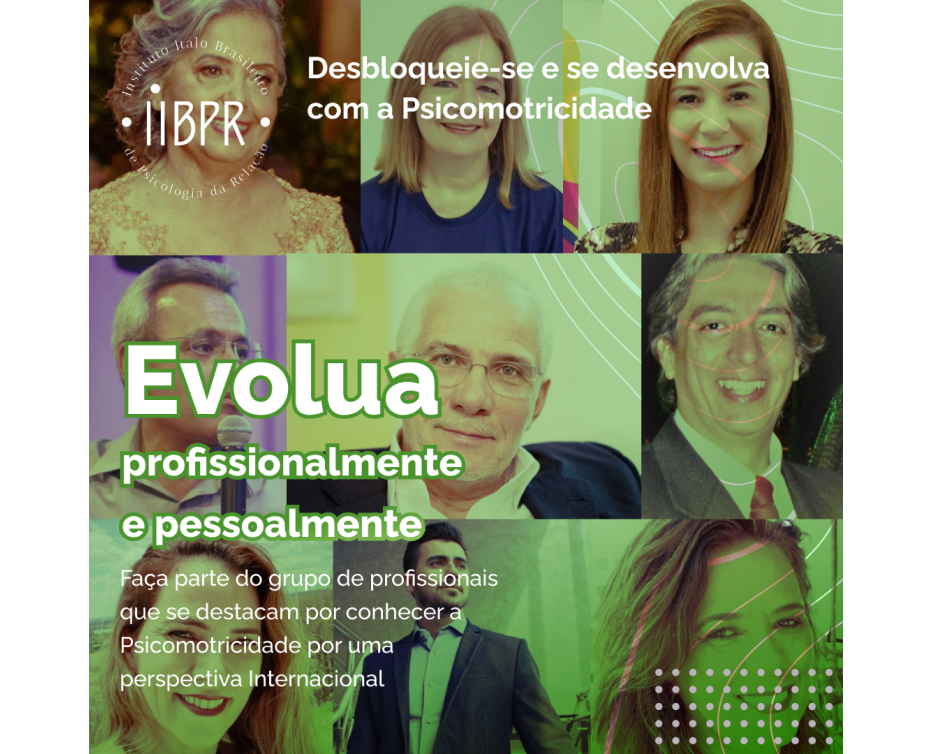 Instituto Ítalo Brasileiro
iiBPR
de Psicologia da Relação
Desbloqueie-se e se desenvolva
com a Psicomotricidade
Evolua
profissionalmente
e pessoalmente
Faça parte do grupo de profissionais
que se destacam por conhecer a
Psicomotricidade por uma
perspectiva Internacional